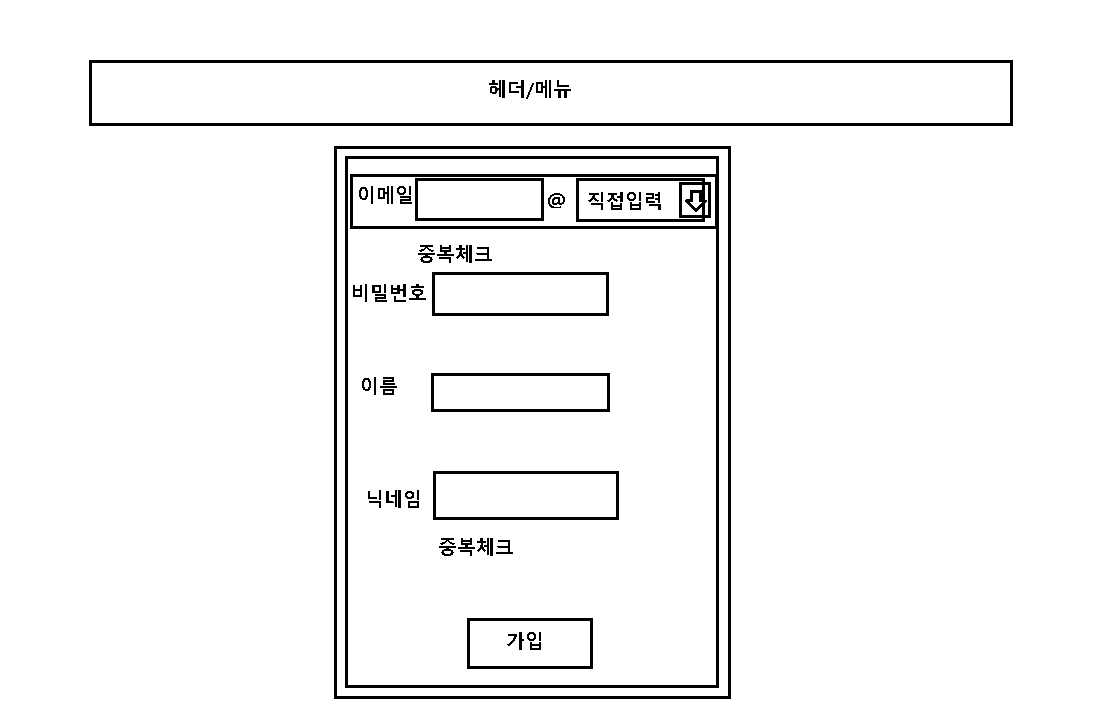 헤더/메뉴
이메일 @ 직접입력
중복체크
비밀번호
이름
닉네임
중복체크
가입